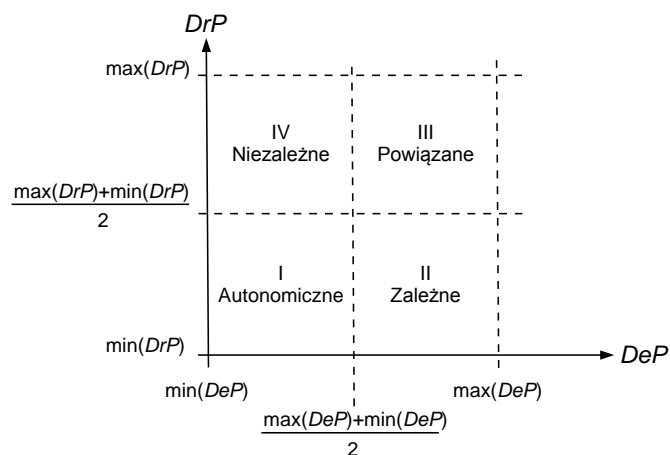 DrP
max(DrP)
IV
Niezależne
III
Powiązane
max(DrP)+min(DrP)
2
I
Autonomiczne
II
Zależne
min(DrP)
DeP
min(DeP)
max(DeP)
max(DeP)+min(DeP)
2